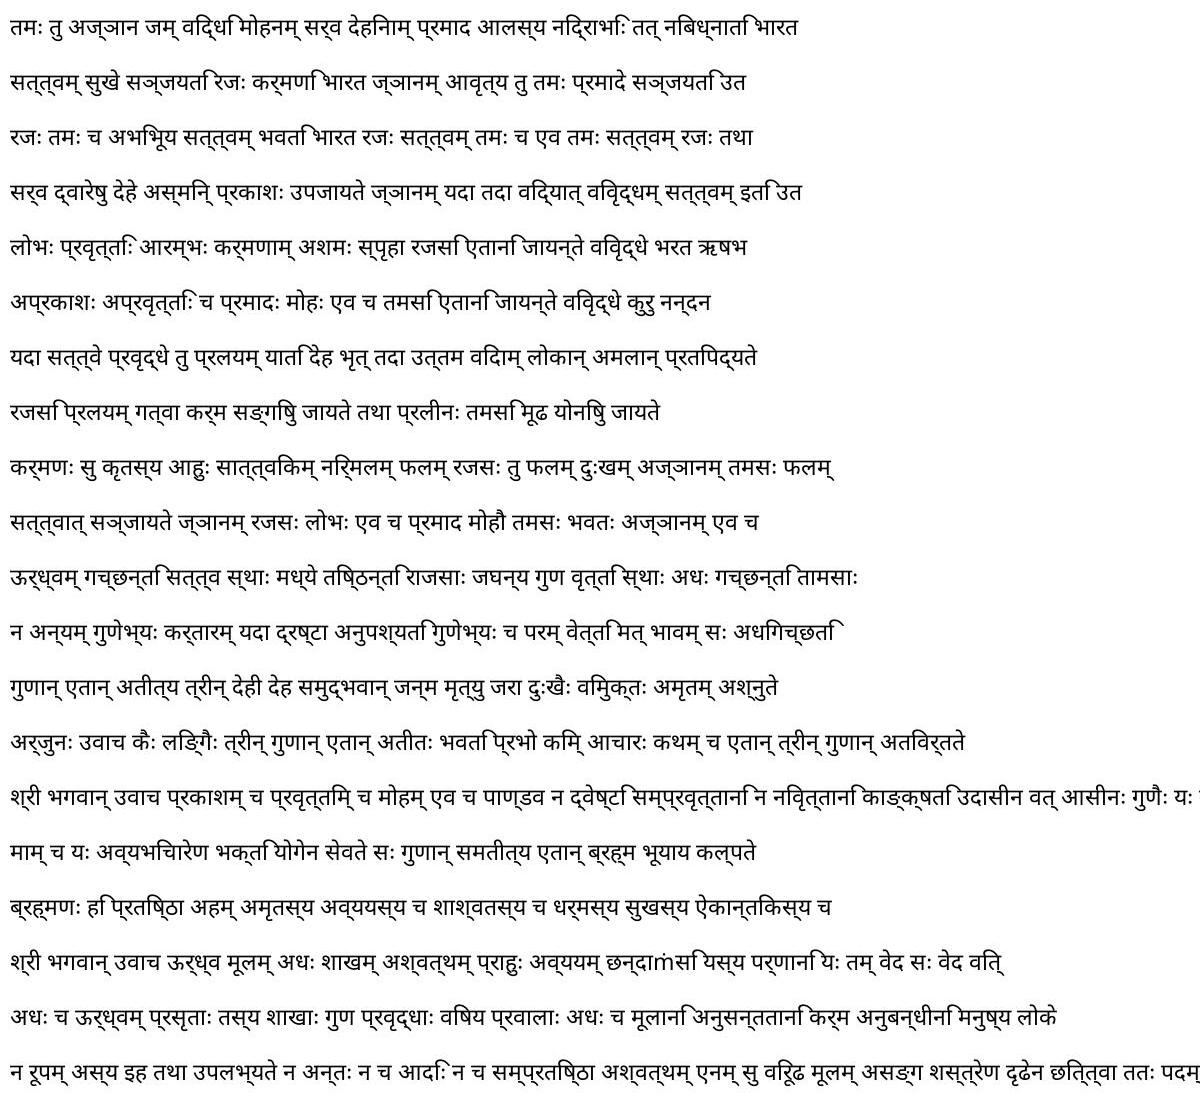 तमः तु अज्ञान जम् विद्धि मोहनम् सर्व देहिनाम् प्रमाद आलस्य निद्राभिः तत् निबध्नाति भारत
सत्त्वम् सुखे सञ्जयति रजः कर्मणि भारत ज्ञानम् आवृत्य तु तमः प्रमादे सञ्जयति उत
रजः तमः च अभिभूय सत्त्वम् भवति भारत रजः सत्त्वम् तमः च एव तमः सत्त्वम् रजः तथा
सर्व द्वारेषु देहे अस्मिन् प्रकाशः उपजायते ज्ञानम् यदा तदा विद्यात् विवृद्धम् सत्त्वम् इति उत
लोभः प्रवृत्तिः आरम्भः कर्मणाम् अशमः स्पृहा रजसि एतानि जायन्ते विवृद्धे भरत ऋषभ
अप्रकाशः अप्रवृत्तिः च प्रमादः मोहः एव च तमसि एतानि जायन्ते विवृद्धे कुरु नन्दन
यदा सत्त्वे प्रवृद्धे तु प्रलयम् याति देह भृत् तदा उत्तम विदाम् लोकान् अमलान् प्रतिपद्यते
रजसि प्रलयम् गत्वा कर्म सङ्गिषु जायते तथा प्रलीनः तमसि मूढ योनिषु जायते
कर्मणः सु कृतस्य आहुः सात्त्विकम् निर्मलम् फलम् रजसः तु फलम् दुःखम् अज्ञानम् तमसः फलम्
सत्त्वात् सञ्जायते ज्ञानम् रजसः लोभः एव च प्रमाद मोहौ तमसः भवतः अज्ञानम् एव च
ऊर्ध्वम् गच्छन्ति सत्त्व स्थाः मध्ये तिष्ठन्ति राजसाः जघन्य गुण वृत्ति स्थाः अधः गच्छन्ति तामसाः
न अन्यम् गुणेभ्यः कर्तारम् यदा द्रष्टा अनुपश्यति गुणेभ्यः च परम् वेत्ति मत् भावम् सः अधिगच्छति
गुणान् एतान् अतीत्य त्रीन् देही देह समुद्भवान् जन्म मृत्यु जरा दुःखैः विमुक्तः अमृतम् अश्नुते
अर्जुनः उवाच कैः लिङ्गैः त्रीन् गुणान् एतान् अतीतः भवति प्रभो किम् आचारः कथम् च एतान् त्रीन् गुणान् अतिवर्तते
श्री भगवान् उवाच प्रकाशम् च प्रवृत्तिम् च मोहम् एव च पाण्डव न द्वेष्टि सम्प्रवृत्तानि न निवृत्तानि काङ्क्षति उदासीन वत् आसीनः गुणैः यः
माम् च यः अव्यभिचारेण भक्ति योगेन सेवते सः गुणान् समतीत्य एतान् ब्रह्म भूयाय कल्पते
ब्रह्मणः हि प्रतिष्ठा अहम् अमृतस्य अव्ययस्य च शाश्वतस्य च धर्मस्य सुखस्य ऐकान्तिकस्य च
श्री भगवान् उवाच ऊर्ध्व मूलम् अधः शाखम् अश्वत्थम् प्राहुः अव्ययम् छन्दाṁसि यस्य पर्णानि यः तम् वेद सः वेद वित्
अधः च ऊर्ध्वम् प्रसृताः तस्य शाखाः गुण प्रवृद्धाः विषय प्रवालाः अधः च मूलानि अनुसन्ततानि कर्म अनुबन्धीनि मनुष्य लोके
न रूपम् अस्य इह तथा उपलभ्यते न अन्तः न च आदिः न च सम्प्रतिष्ठा अश्वत्थम् एनम् सु विरूढ मूलम् असङ्ग शस्त्रेण दृढेन छित्त्वा ततः पदम्